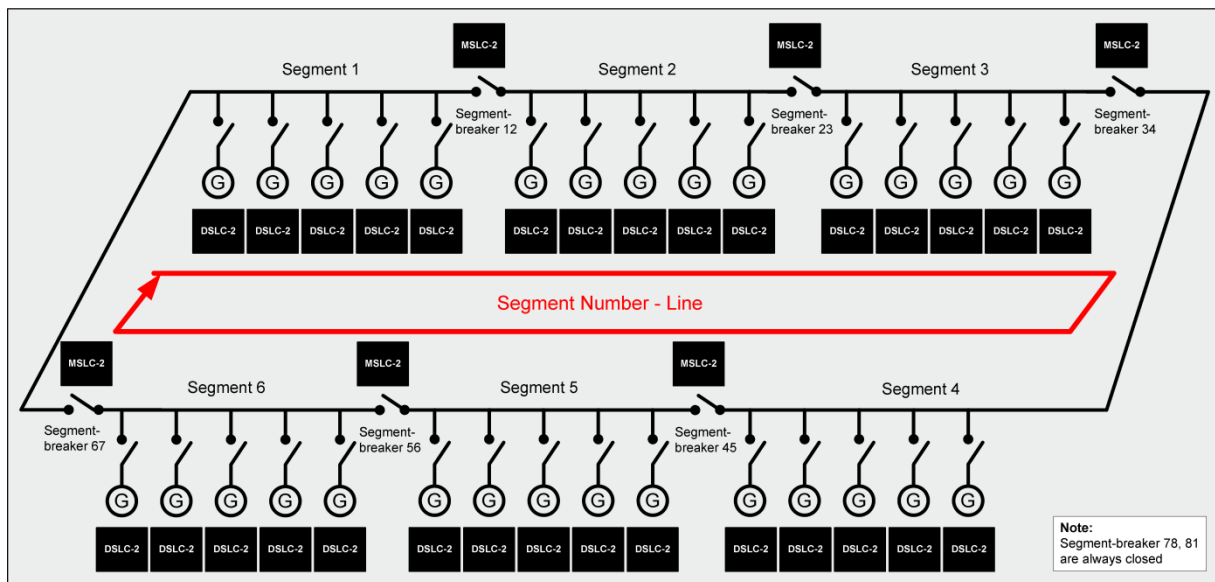 MSLC-2 MSLC-2 MSLC-2
Segment 1 Segment 2 Segment 3
Segment-
breaker 12
Segment-
breaker 23
Segment-
breaker 34
G G G G G G G G G G G G G G G
DSLC-2 DSLC-2 DSLC-2 DSLC-2 DSLC-2 DSLC-2 DSLC-2 DSLC-2 DSLC-2 DSLC-2 DSLC-2 DSLC-2 DSLC-2 DSLC-2 DSLC-2
Segment Number - Line
MSLC-2 MSLC-2 MSLC-2
Segment 6 Segment 5 Segment 4
Segment-
breaker 67
Segment-
breaker 56
Segment-
breaker 45
G G G G G G G G G G G G G G G
DSLC-2 DSLC-2 DSLC-2 DSLC-2 DSLC-2 DSLC-2 DSLC-2 DSLC-2 DSLC-2 DSLC-2 DSLC-2 DSLC-2 DSLC-2 DSLC-2 DSLC-2
Note:
Segment-breaker 78, 81
are always closed